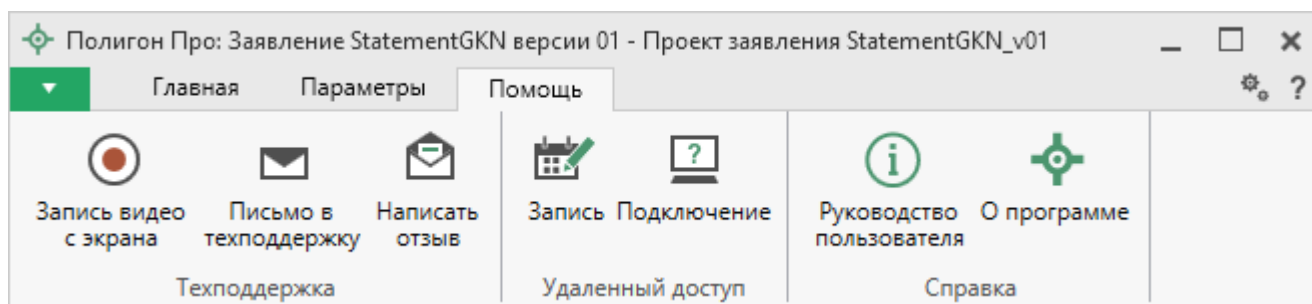 Полигон Про: Заявление StatementGKN версии 01 - Проект заявления StatementGKN_v01
Главная Параметры Помощь ?
?
i
Запись видео
с экрана
Письмо в
техподдержку
Написать
отзыв
Запись Подключение
Руководство
пользователя
О программе
Техподдержка Удаленный доступ Справка